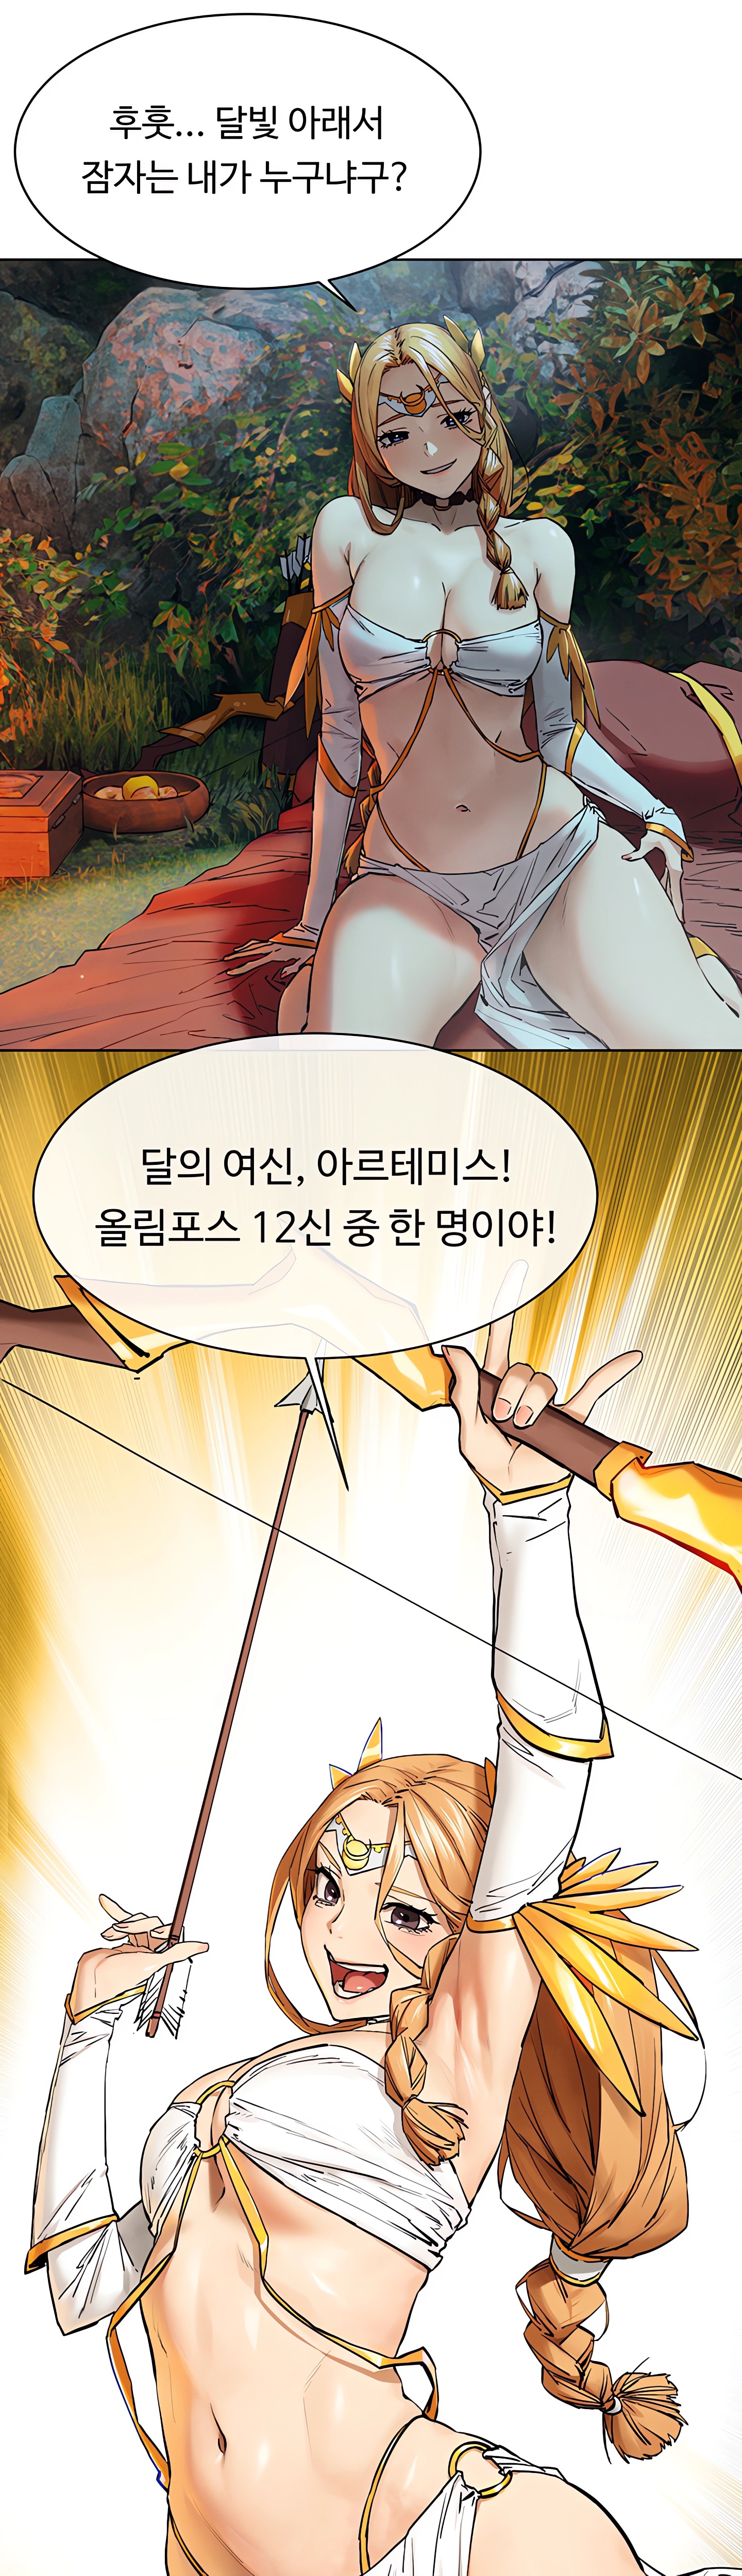 후훗... 달빛 아래서
잠자는 내가 누구냐구?
달의 여신, 아르테미스!
올림포스 12신 중 한 명이야!